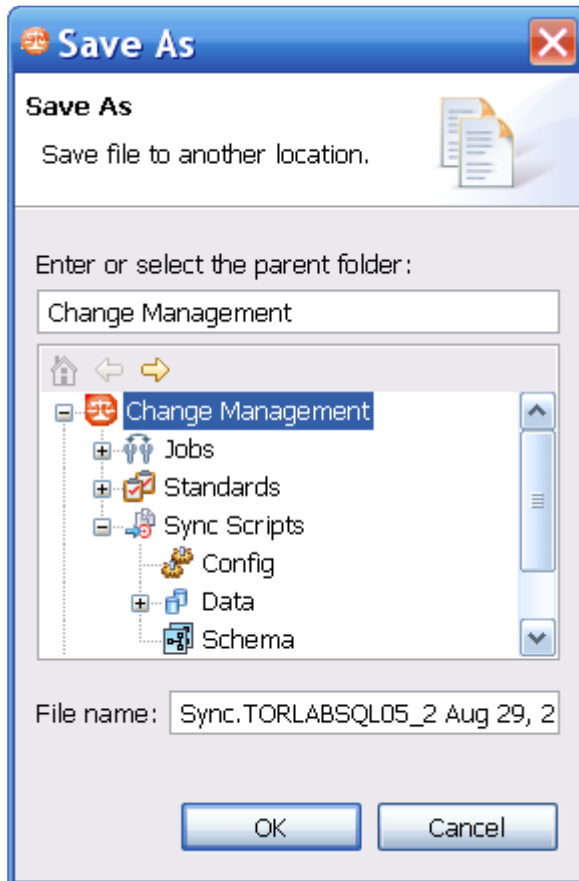 Save As
Save As
Save file to another location.
Enter or select the parent folder:
Change Management
Change Management
Jobs
Standards
Sync Scripts
Config
Data
Schema
File name: Sync.TORLABSQL05_2 Aug 29, 2
OK Cancel